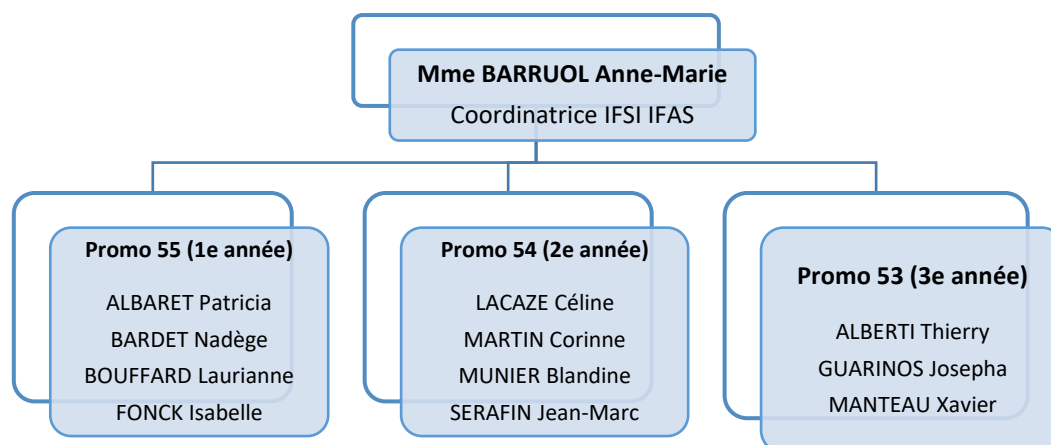 Mme BARRUOL Anne-Marie
Coordinatrice IFSI IFAS
Promo 55 (1e année)
ALBARET Patricia
BARDET Nadège
BOUFFARD Laurianne
FONCK Isabelle
Promo 54 (2e année)
LACAZE Céline
MARTIN Corinne
MUNIER Blandine
SERAFIN Jean-Marc
Promo 53 (3e année)
ALBERTI Thierry
GUARINOS Josepha
MANTEAU Xavier